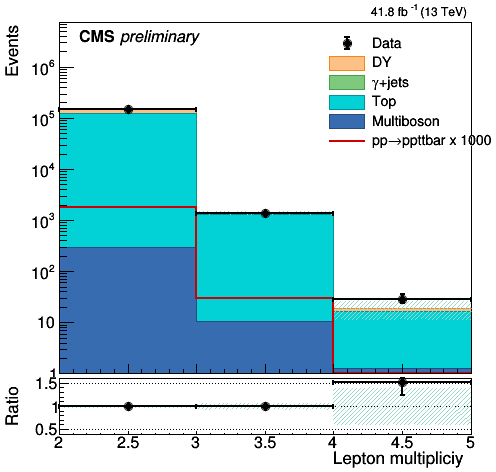 41.8 fb⁻¹ (13 TeV)
CMS preliminary
Events
Data
DY
γ+jets
Top
Multiboson
pp→ppttbar x 1000
10⁶
10⁵
10⁴
10³
10²
10
1
Ratio
1.5
1
0.5
2 2.5 3 3.5 4 4.5 5
Lepton multipliciy